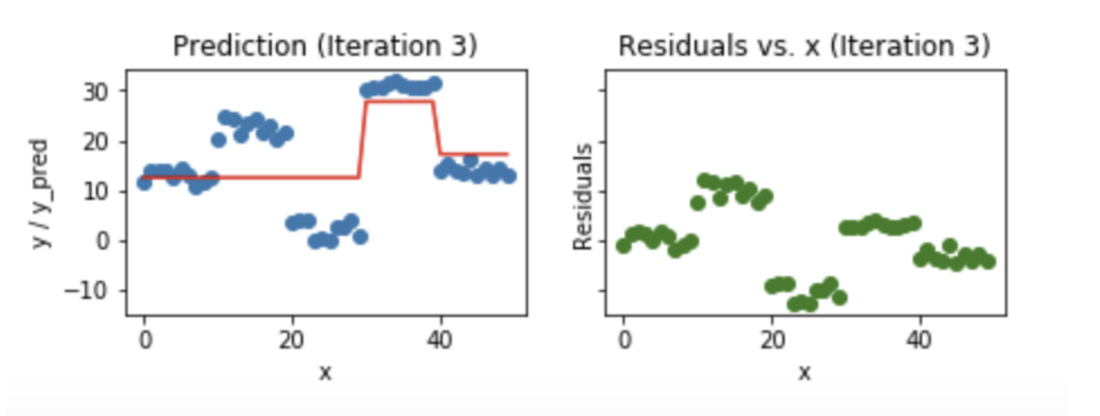 Prediction (Iteration 3)
y / y_pred
30
20
10
0
−10
0 20 40
x
Residuals vs. x (Iteration 3)
Residuals
0 20 40
x